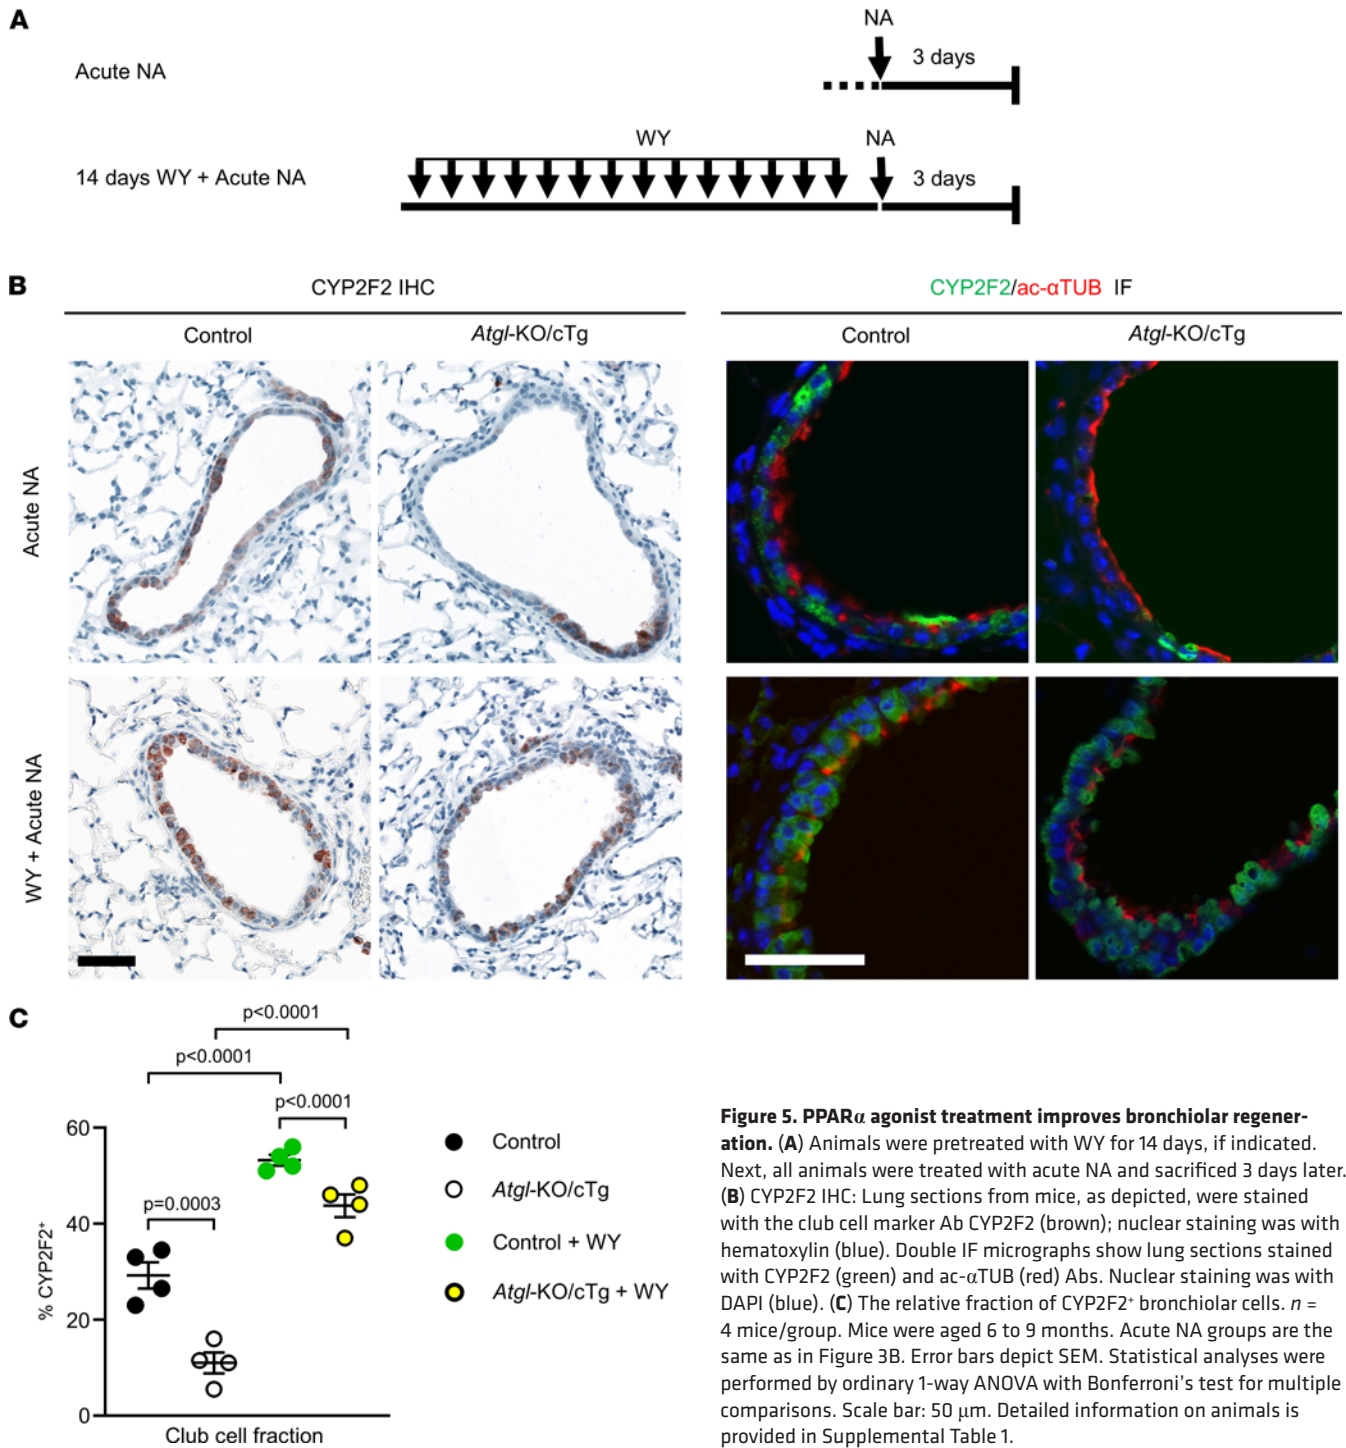 A
NA
Acute NA
3 days
WY
NA
14 days WY + Acute NA
3 days
B
CYP2F2 IHC
CYP2F2/ac-αTUB IF
Control
Atgl-KO/cTg
Control
Atgl-KO/cTg
Acute NA
WY + Acute NA
C
p<0.0001
p<0.0001
p<0.0001
p=0.0003
% CYP2F2⁺
60
40
20
0
Club cell fraction
Control
Atgl-KO/cTg
Control + WY
Atgl-KO/cTg + WY
Figure 5. PPARα agonist treatment improves bronchiolar regener-
ation. (A) Animals were pretreated with WY for 14 days, if indicated.
Next, all animals were treated with acute NA and sacrificed 3 days later.
(B) CYP2F2 IHC: Lung sections from mice, as depicted, were stained
with the club cell marker Ab CYP2F2 (brown); nuclear staining was with
hematoxylin (blue). Double IF micrographs show lung sections stained
with CYP2F2 (green) and ac-αTUB (red) Abs. Nuclear staining was with
DAPI (blue). (C) The relative fraction of CYP2F2⁺ bronchiolar cells. n =
4 mice/group. Mice were aged 6 to 9 months. Acute NA groups are the
same as in Figure 3B. Error bars depict SEM. Statistical analyses were
performed by ordinary 1-way ANOVA with Bonferroni’s test for multiple
comparisons. Scale bar: 50 μm. Detailed information on animals is
provided in Supplemental Table 1.